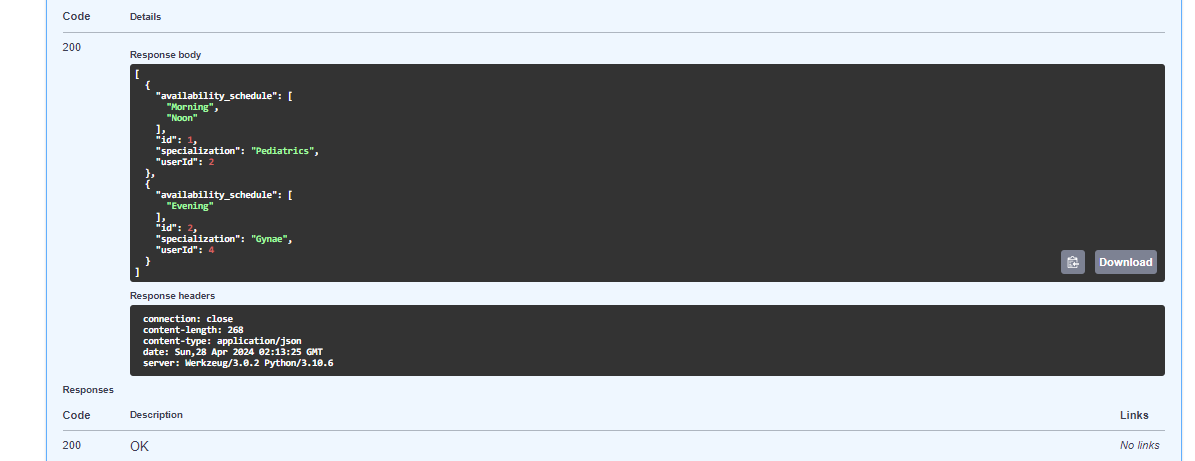 Code Details
200
Response body
[
  {
    "availability_schedule": [
      "Morning",
      "Noon"
    ],
    "id": 1,
    "specialization": "Pediatrics",
    "userId": 2
  },
  {
    "availability_schedule": [
      "Evening"
    ],
    "id": 2,
    "specialization": "Gynae",
    "userId": 4
  }
]
Download
Response headers
connection: close
content-length: 268
content-type: application/json
date: Sun,28 Apr 2024 02:13:25 GMT
server: Werkzeug/3.0.2 Python/3.10.6
Responses
Code Description Links
200 OK No links